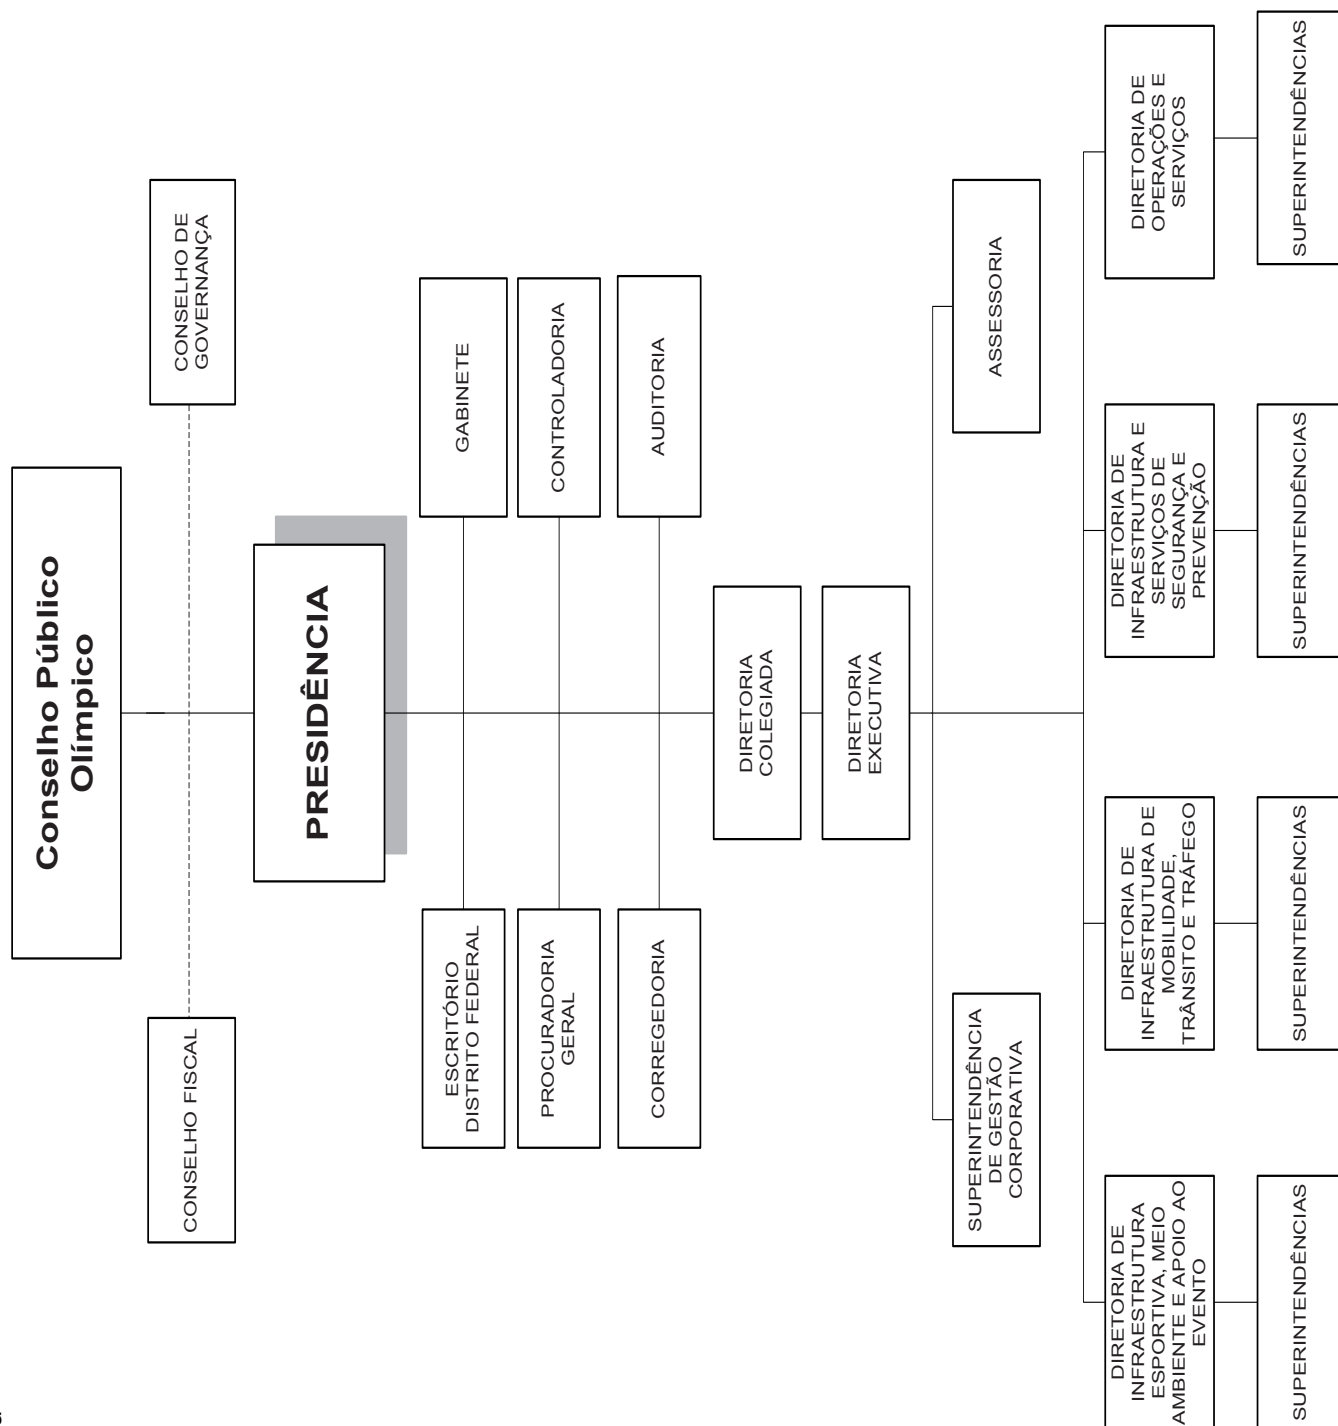 Conselho Público
Olímpico
CONSELHO FISCAL
CONSELHO DE
GOVERNANÇA
PRESIDÊNCIA
ESCRITÓRIO
DISTRITO FEDERAL
GABINETE
PROCURADORIA
GERAL
CONTROLADORIA
CORREGEDORIA
AUDITORIA
DIRETORIA
COLEGIADA
DIRETORIA
EXECUTIVA
SUPERINTENDÊNCIA
DE GESTÃO
CORPORATIVA
ASSESSORIA
DIRETORIA DE
INFRAESTRUTURA
ESPORTIVA, MEIO
AMBIENTE E APOIO AO
EVENTO
DIRETORIA DE
INFRAESTRUTURA DE
MOBILIDADE,
TRÂNSITO E TRÁFEGO
DIRETORIA DE
INFRAESTRUTURA E
SERVIÇOS DE
SEGURANÇA E
PREVENÇÃO
DIRETORIA DE
OPERAÇÕES E
SERVIÇOS
SUPERINTENDÊNCIAS
SUPERINTENDÊNCIAS
SUPERINTENDÊNCIAS
SUPERINTENDÊNCIAS